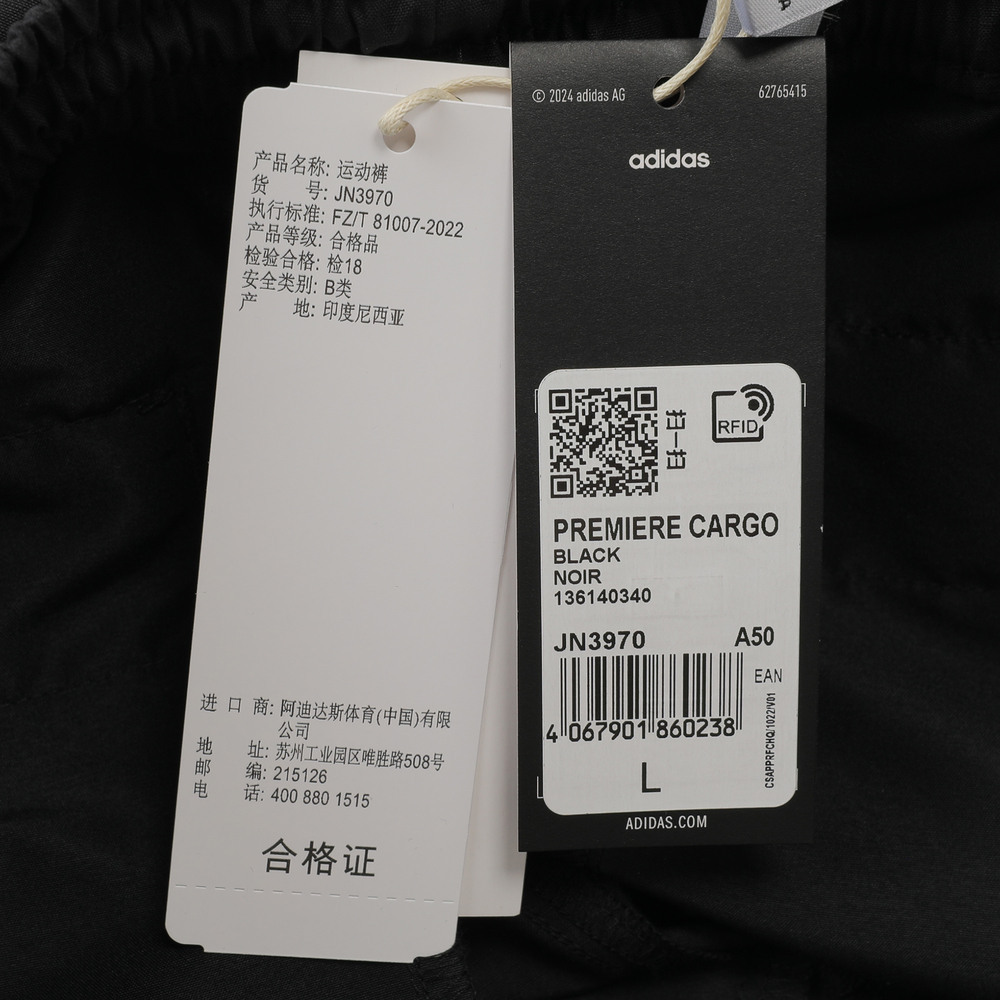 产品名称: 运动裤
货 号: JN3970
执行标准: FZ/T 81007-2022
产品等级: 合格品
检验合格: 检18
安全类别: B类
产 地: 印度尼西亚
进 口 商: 阿迪达斯体育(中国)有限
公司
地 址: 苏州工业园区唯胜路508号
邮 编: 215126
电 话: 400 880 1515
合格证
© 2024 adidas AG
62765415
adidas
扫一扫
RFID
PREMIERE CARGO
BLACK
NOIR
136140340
JN3970 A50
EAN
4 067901 860238
CSAPPRFCHQ/1022/V01
L
ADIDAS.COM